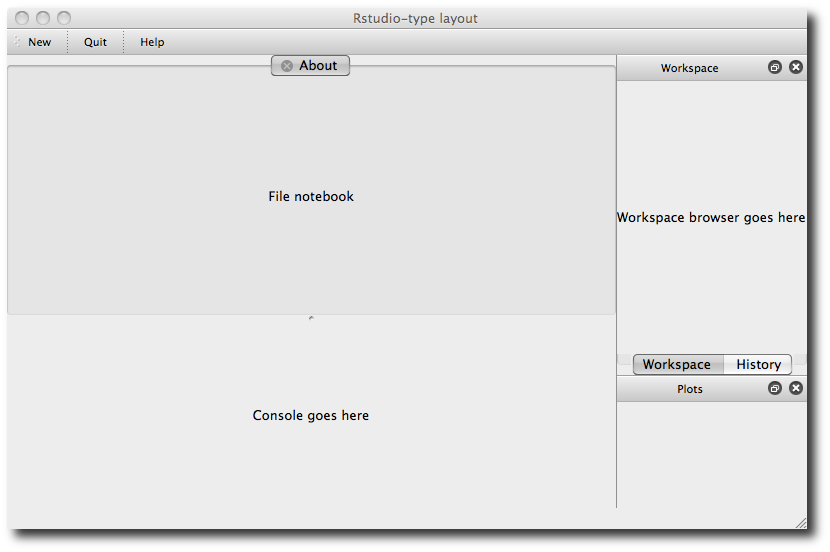 Rstudio-type layout
New Quit Help
About
File notebook
Console goes here
Workspace
Workspace browser goes here
Workspace History
Plots